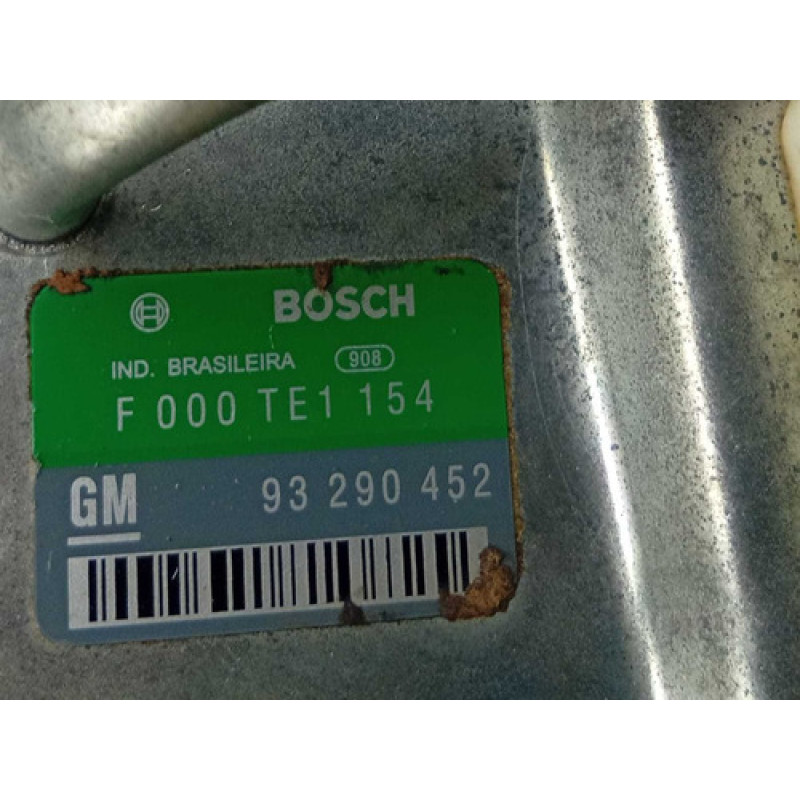 BOSCH
IND. BRASILEIRA 908
F 000 TE1 154
GM 93 290 452